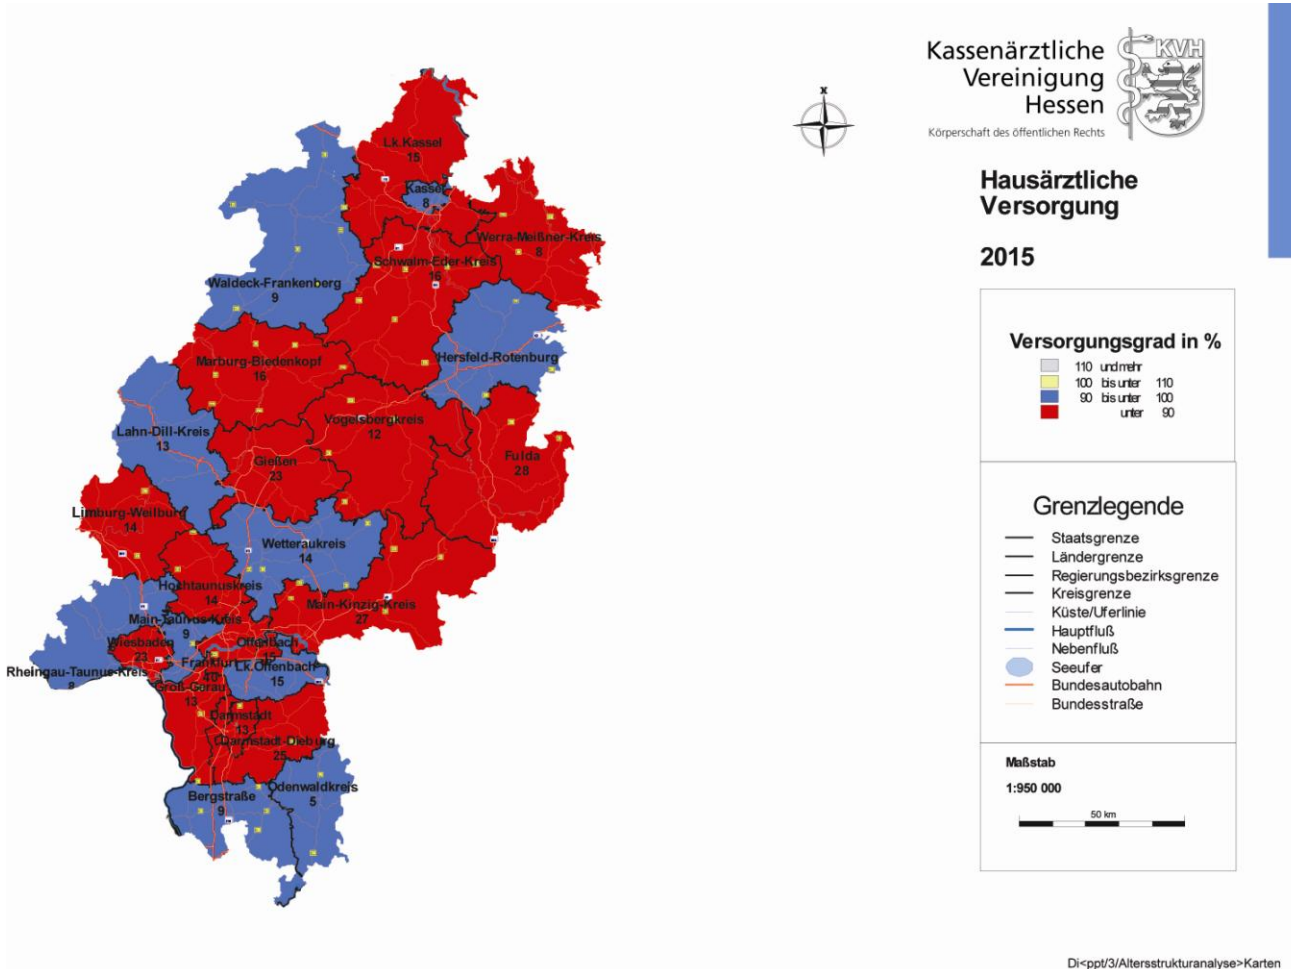 Kassenärztliche
Vereinigung
Hessen
Körperschaft des öffentlichen Rechts
KVH
Hausärztliche
Versorgung
2015
Versorgungsgrad in %
110 und mehr
100 bis unter 110
90 bis unter 100
unter 90
Grenzlegende
Staatsgrenze
Ländergrenze
Regierungsbezirksgrenze
Kreisgrenze
Küste/Uferlinie
Hauptfluß
Nebenfluß
Seeufer
Bundesautobahn
Bundesstraße
Maßstab
1:950 000
50 km
Lk.Kassel
15
Kassel
8
Werra-Meißner-Kreis
8
Schwalm-Eder-Kreis
16
Waldeck-Frankenberg
9
Hersfeld-Rotenburg
Marburg-Biedenkopf
16
Vogelsbergkreis
12
Lahn-Dill-Kreis
13
Gießen
23
Fulda
28
Limburg-Weilburg
14
Wetteraukreis
14
Hochtaunuskreis
14
Main-Kinzig-Kreis
27
Main-Taunus-Kreis
9
Wiesbaden
23
Offenbach
15
Frankfurt
40
Lk.Offenbach
15
Rheingau-Taunus-Kreis
Groß-Gerau
13
Darmstadt
13
Darmstadt-Dieburg
25
Bergstraße
9
Odenwaldkreis
5
Di<ppt/3/Altersstrukturanalyse>Karten